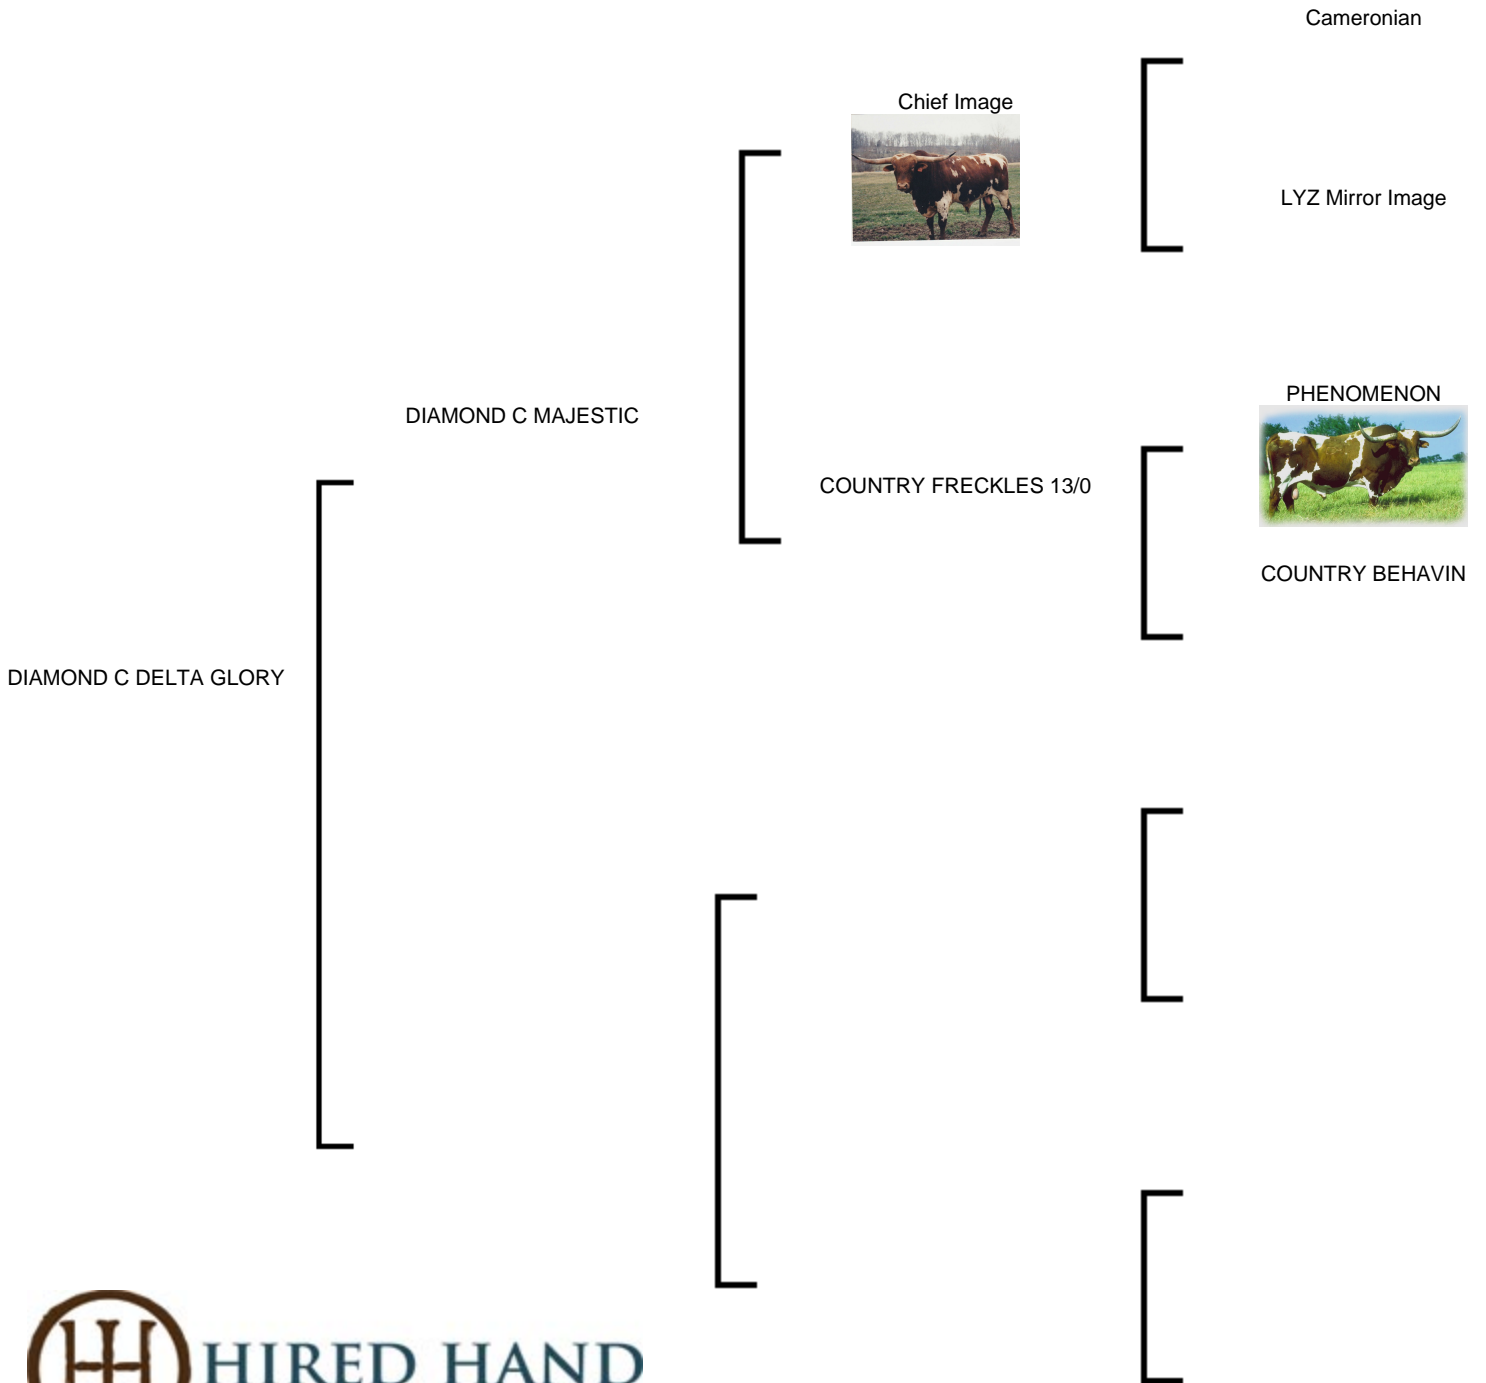 Cameronian
Chief Image
LYZ Mirror Image
PHENOMENON
DIAMOND C MAJESTIC
COUNTRY FRECKLES 13/0
COUNTRY BEHAVIN
DIAMOND C DELTA GLORY
HIRED HAND